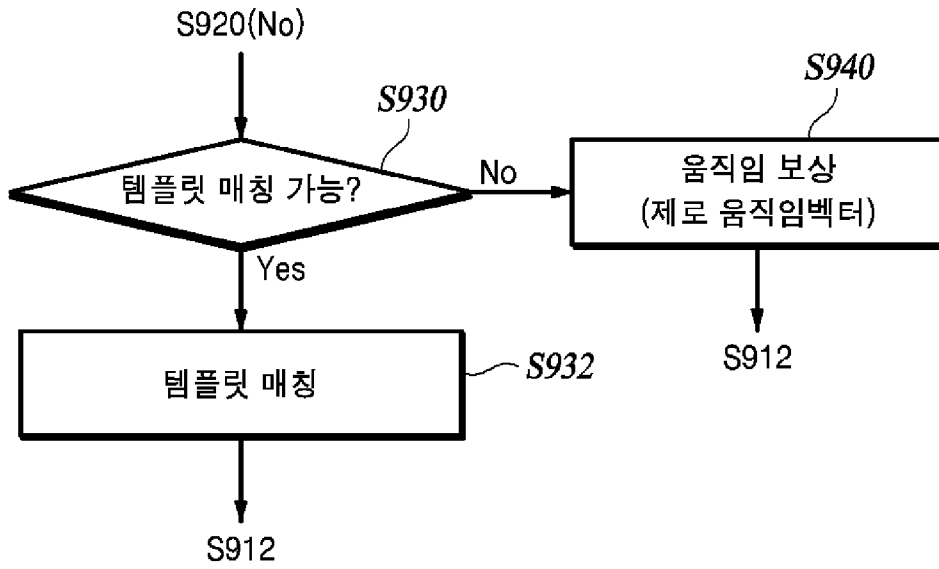 S920(No)
S930
템플릿 매칭 가능?
No
S940
움직임 보상
(제로 움직임벡터)
Yes
S912
템플릿 매칭
S932
S912